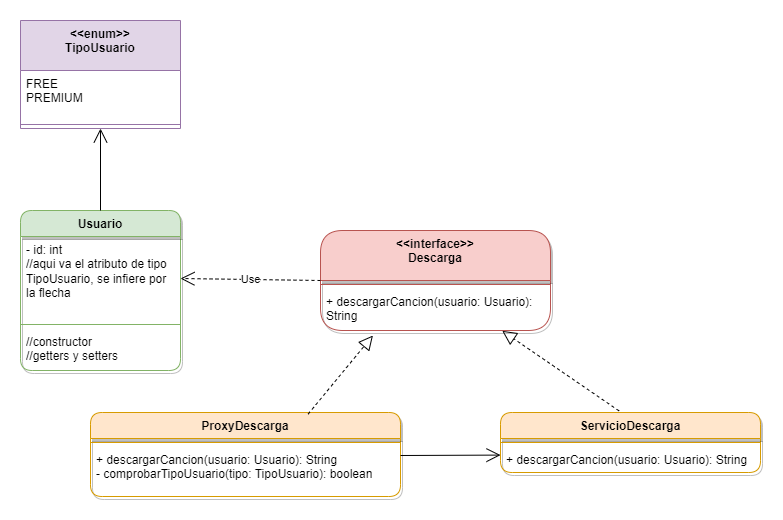 <<enum>>
TipoUsuario
FREE
PREMIUM
Usuario
- id: int
//aqui va el atributo de tipo
TipoUsuario, se infiere por
la flecha
//constructor
//getters y setters
Use
<<interface>>
Descarga
+ descargarCancion(usuario: Usuario):
String
ProxyDescarga
+ descargarCancion(usuario: Usuario): String
- comprobarTipoUsuario(tipo: TipoUsuario): boolean
ServicioDescarga
+ descargarCancion(usuario: Usuario): String